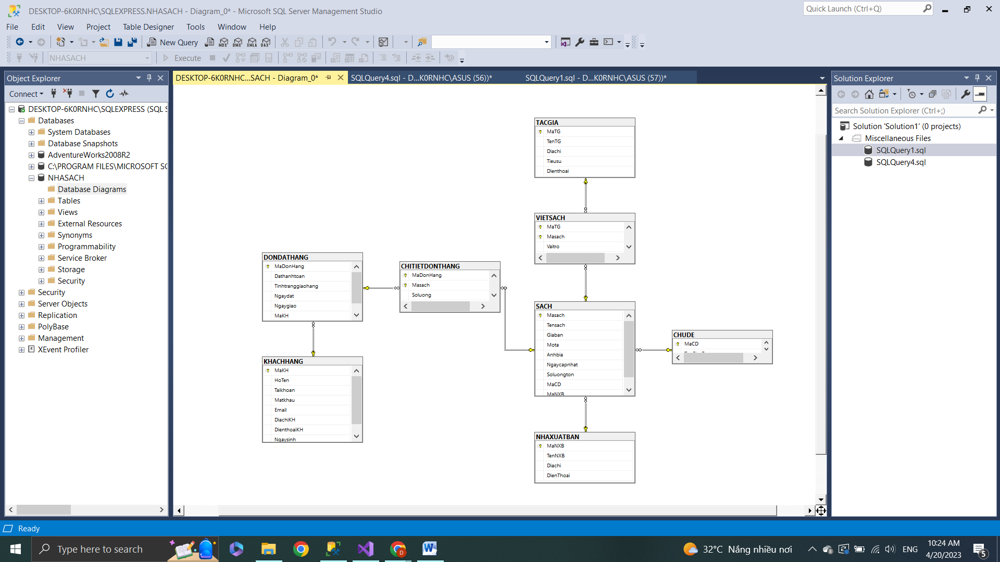 DESKTOP-6K0RNHC\SQLEXPRESS.NHASACH - Diagram_0* - Microsoft SQL Server Management Studio
Quick Launch (Ctrl+Q)
File Edit View Project Table Designer Tools Window Help
New Query
MDX DMX XMLA DAX
NHASACH
Execute
Object Explorer
Connect
DESKTOP-6K0RNHC\SQLEXPRESS (SQL S
Databases
System Databases
Database Snapshots
AdventureWorks2008R2
C:\PROGRAM FILES\MICROSOFT SC
NHASACH
Database Diagrams
Tables
Views
External Resources
Synonyms
Programmability
Service Broker
Storage
Security
Security
Server Objects
Replication
PolyBase
Management
XEvent Profiler
DESKTOP-6K0RNHC...SACH - Diagram_0*
SQLQuery4.sql - D...K0RNHC\ASUS (56))*
SQLQuery1.sql - D...K0RNHC\ASUS (57))*
TACGIA
MaTG
TenTG
Diachi
Tieusu
Dienthoai
VIETSACH
MaTG
Masach
Vaitro
DONDATHANG
MaDonHang
Dathanhtoan
Tinhtranggiaohang
Ngaydat
Ngaygiao
MaKH
CHITIETDONTHANG
MaDonHang
Masach
Soluong
SACH
Masach
Tensach
Giaban
Mota
Anhbia
Ngaycapnhat
Soluongton
MaCD
MaNXB
CHUDE
MaCD
KHACHHANG
MaKH
HoTen
Taikhoan
Matkhau
Email
DiachiKH
DienthoaiKH
Ngaysinh
NHAXUATBAN
MaNXB
TenNXB
Diachi
DienThoai
Solution Explorer
Search Solution Explorer (Ctrl+;)
Solution 'Solution1' (0 projects)
Miscellaneous Files
SQLQuery1.sql
SQLQuery4.sql
Ready
Type here to search
32°C Nắng nhiều nơi
ENG
10:24 AM
4/20/2023
5